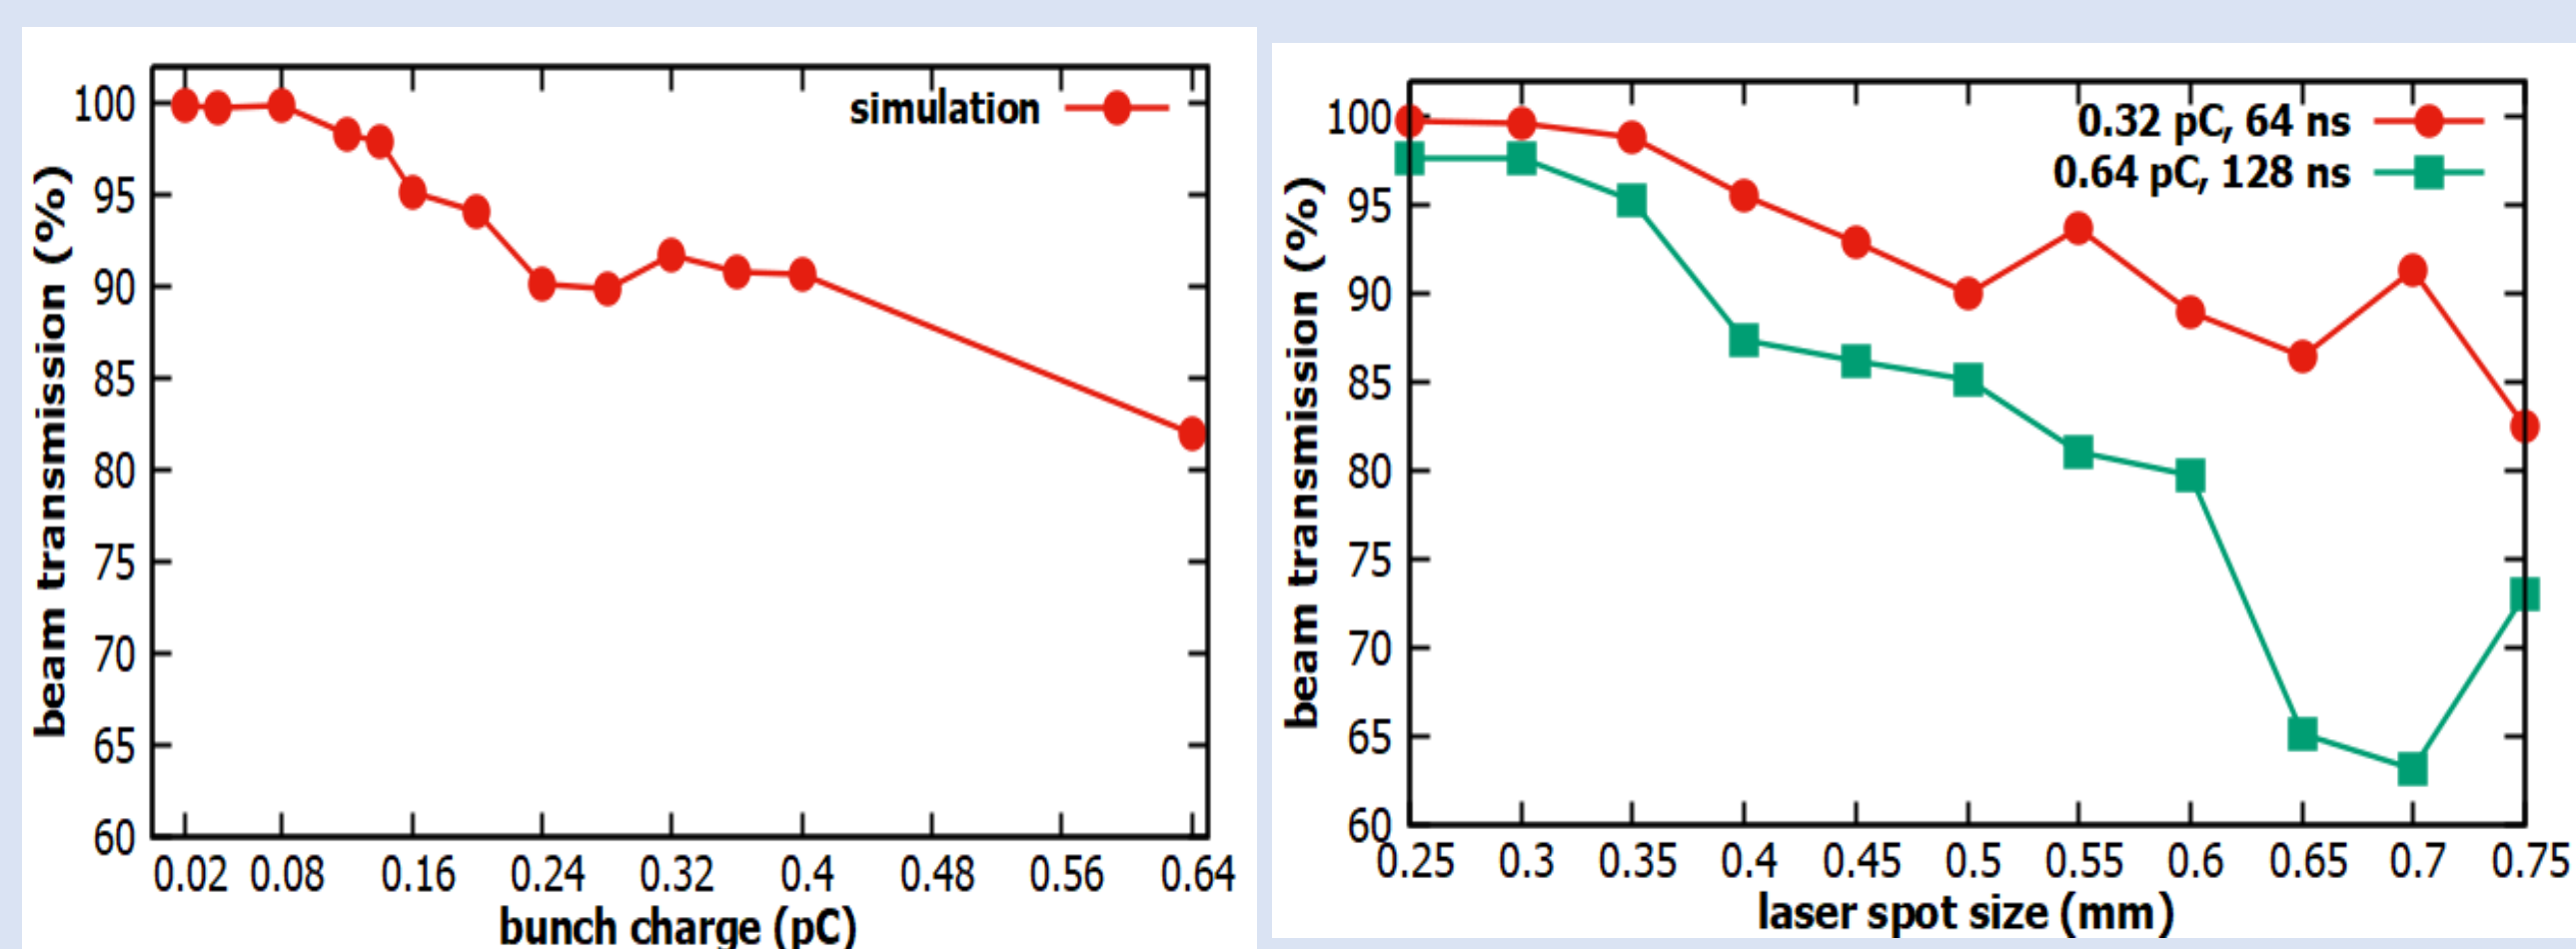 simulation
100
95
90
85
80
75
70
65
60
beam transmission (%)
0.02 0.08 0.16 0.24 0.32 0.4 0.48 0.56 0.64
bunch charge (pC)
0.32 pC, 64 ns
0.64 pC, 128 ns
100
95
90
85
80
75
70
65
60
beam transmission (%)
0.25 0.3 0.35 0.4 0.45 0.5 0.55 0.6 0.65 0.7 0.75
laser spot size (mm)